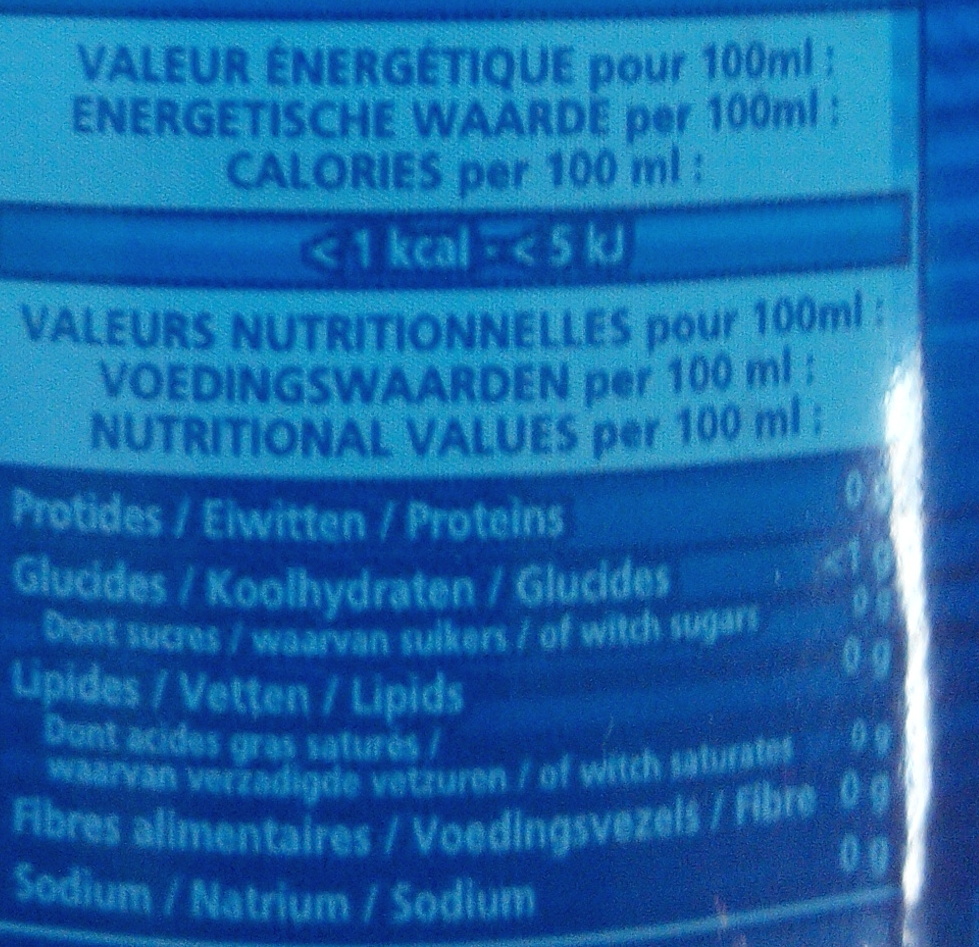 VALEUR ÉNERGÉTIQUE pour 100ml :
ENERGETISCHE WAARDE per 100ml :
CALORIES per 100 ml :
< 1 kcal - < 5 kJ
VALEURS NUTRITIONNELLES pour 100ml :
VOEDINGSWAARDEN per 100 ml :
NUTRITIONAL VALUES per 100 ml :
Protides / Eiwitten / Proteins 0 g
Glucides / Koolhydraten / Glucides <1 g
Dont sucres / waarvan suikers / of witch sugars 0 g
Lipides / Vetten / Lipids 0 g
Dont acides gras saturés /
waarvan verzadigde vetzuren / of witch saturates 0 g
Fibres alimentaires / Voedingsvezels / Fibre 0 g
Sodium / Natrium / Sodium 0 g